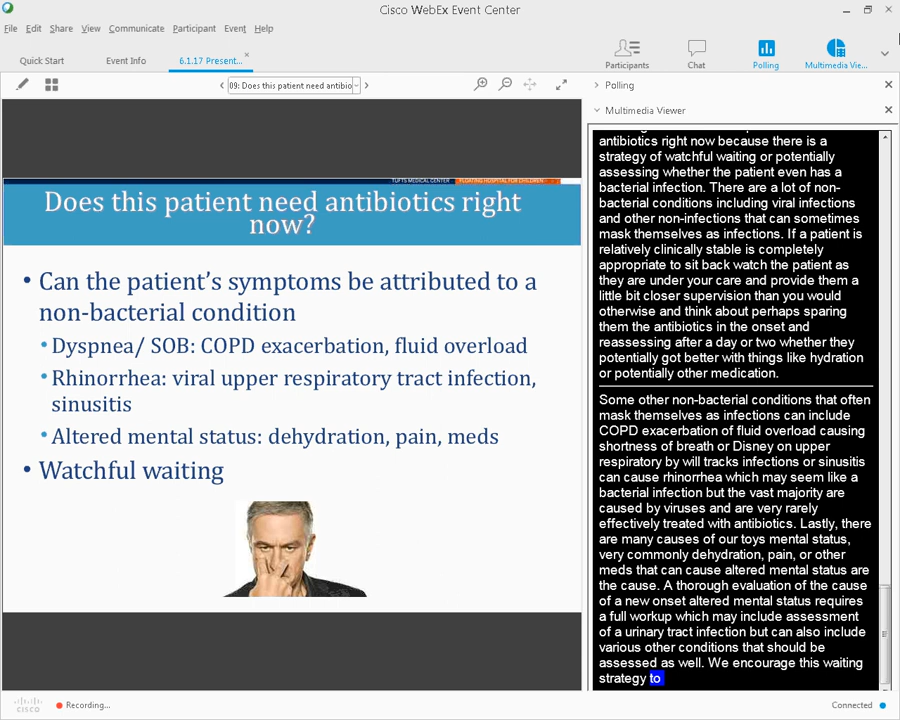 Cisco WebEx Event Center
File Edit Share View Communicate Participant Event Help
Quick Start Event Info 6.1.17 Present...
Participants Chat Polling Multimedia Vie...
09: Does this patient need antibio
TUFTS MEDICAL CENTER FLOATING HOSPITAL FOR CHILDREN
Does this patient need antibiotics right
now?
• Can the patient's symptoms be attributed to a
non-bacterial condition
• Dyspnea/ SOB: COPD exacerbation, fluid overload
• Rhinorrhea: viral upper respiratory tract infection,
sinusitis
• Altered mental status: dehydration, pain, meds
• Watchful waiting
Polling
Multimedia Viewer
antibiotics right now because there is a
strategy of watchful waiting or potentially
assessing whether the patient even has a
bacterial infection. There are a lot of non-
bacterial conditions including viral infections
and other non-infections that can sometimes
mask themselves as infections. If a patient is
relatively clinically stable is completely
appropriate to sit back watch the patient as
they are under your care and provide them a
little bit closer supervision than you would
otherwise and think about perhaps sparing
them the antibiotics in the onset and
reassessing after a day or two whether they
potentially got better with things like hydration
or potentially other medication.
Some other non-bacterial conditions that often
mask themselves as infections can include
COPD exacerbation of fluid overload causing
shortness of breath or Disney on upper
respiratory by will tracks infections or sinusitis
can cause rhinorrhea which may seem like a
bacterial infection but the vast majority are
caused by viruses and are very rarely
effectively treated with antibiotics. Lastly, there
are many causes of our toys mental status,
very commonly dehydration, pain, or other
meds that can cause altered mental status are
the cause. A thorough evaluation of the cause
of a new onset altered mental status requires
a full workup which may include assessment
of a urinary tract infection but can also include
various other conditions that should be
assessed as well. We encourage this waiting
strategy to
cisco
Recording...
Connected